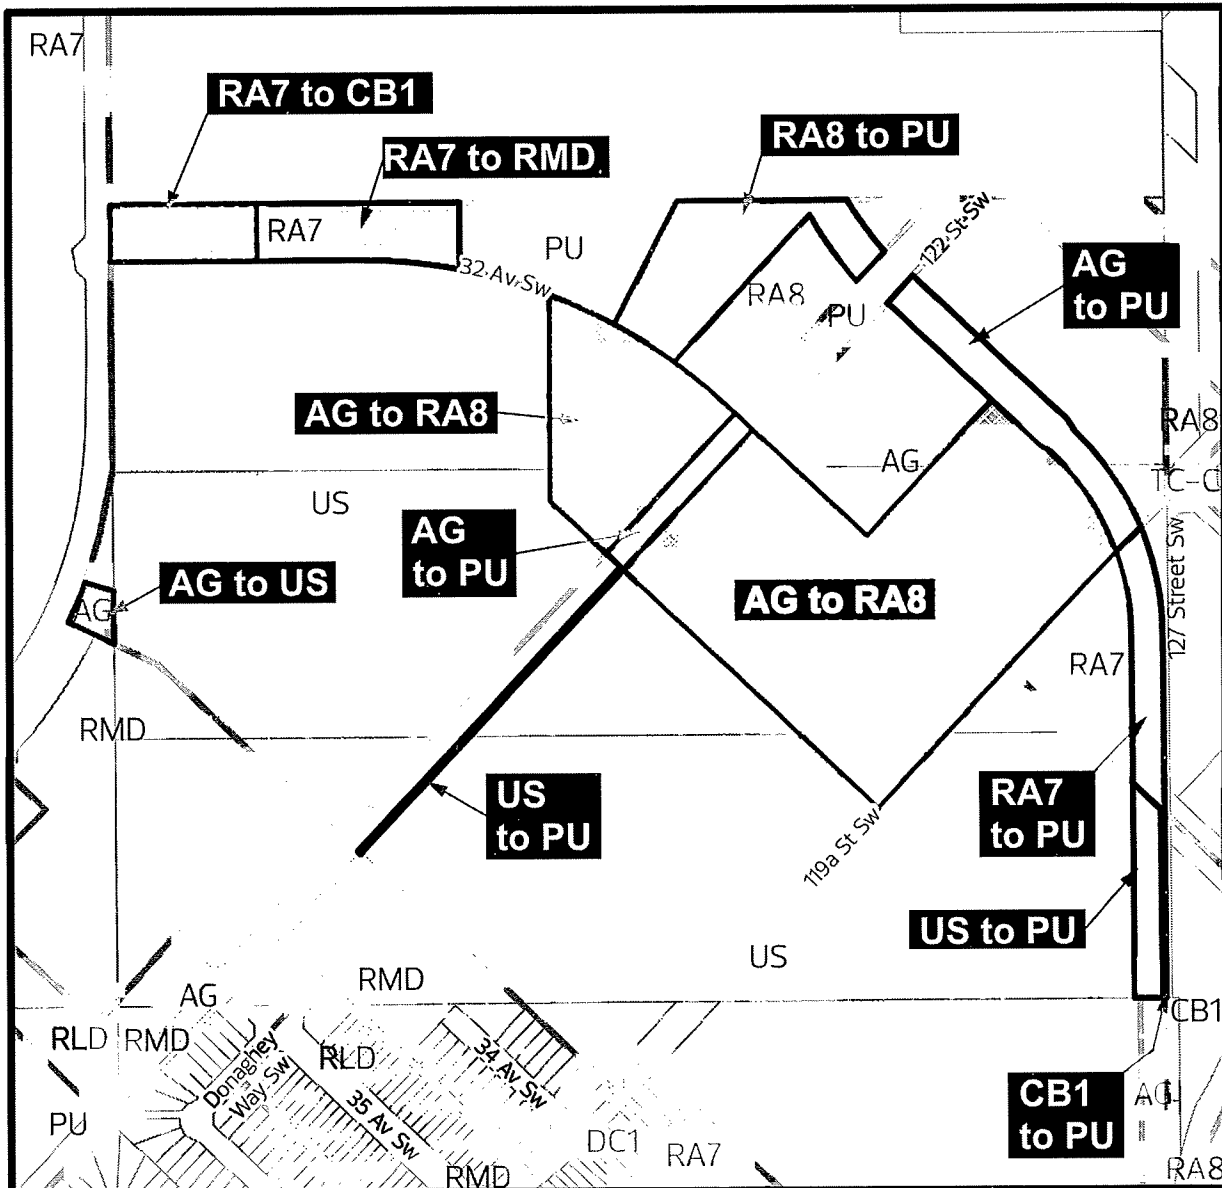 RA7
RA7 to CB1
RA7 to RMD
RA8 to PU
RA7
PU
32 Av Sw
122 St Sw
AG
to PU
RA8
PU
AG to RA8
RA8
AG
TC-C
US
AG
to PU
AG to US
AG
AG to RA8
127 Street Sw
RA7
RMD
US
to PU
RA7
to PU
119a St Sw
US to PU
US
RMD
AG
CB1
RLD
RMD
RLD
Donaghey
Way Sw
34 Av Sw
35 Av Sw
CB1
to PU
AG
PU
DC1
RA7
RMD
RA8